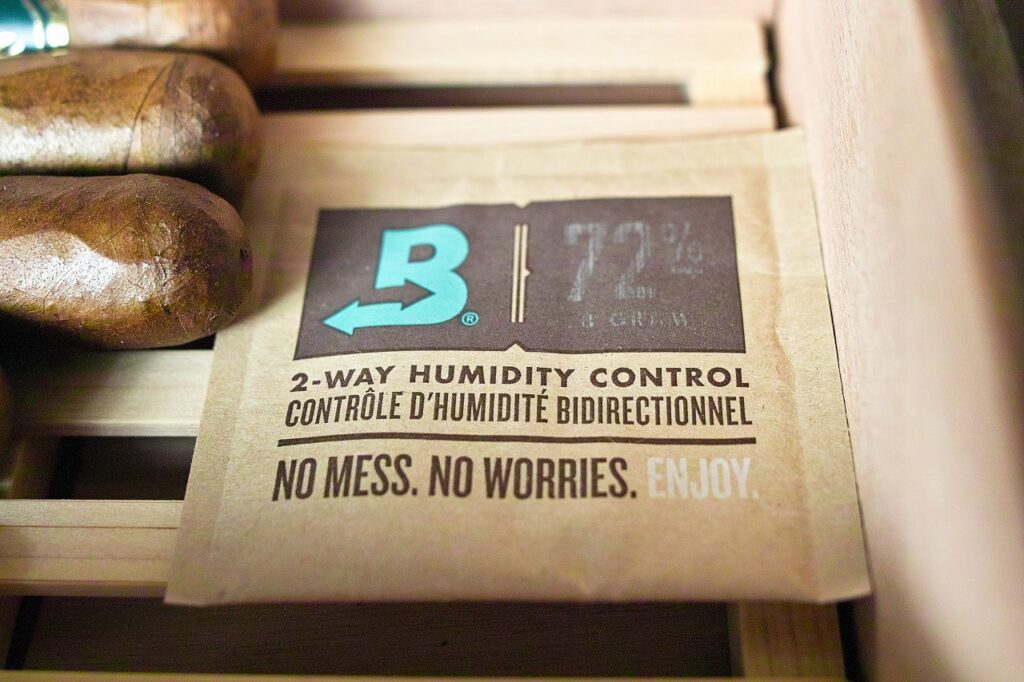 B®
72%
8 GRAM
2-WAY HUMIDITY CONTROL
CONTRÔLE D'HUMIDITÉ BIDIRECTIONNEL
NO MESS. NO WORRIES. ENJOY.